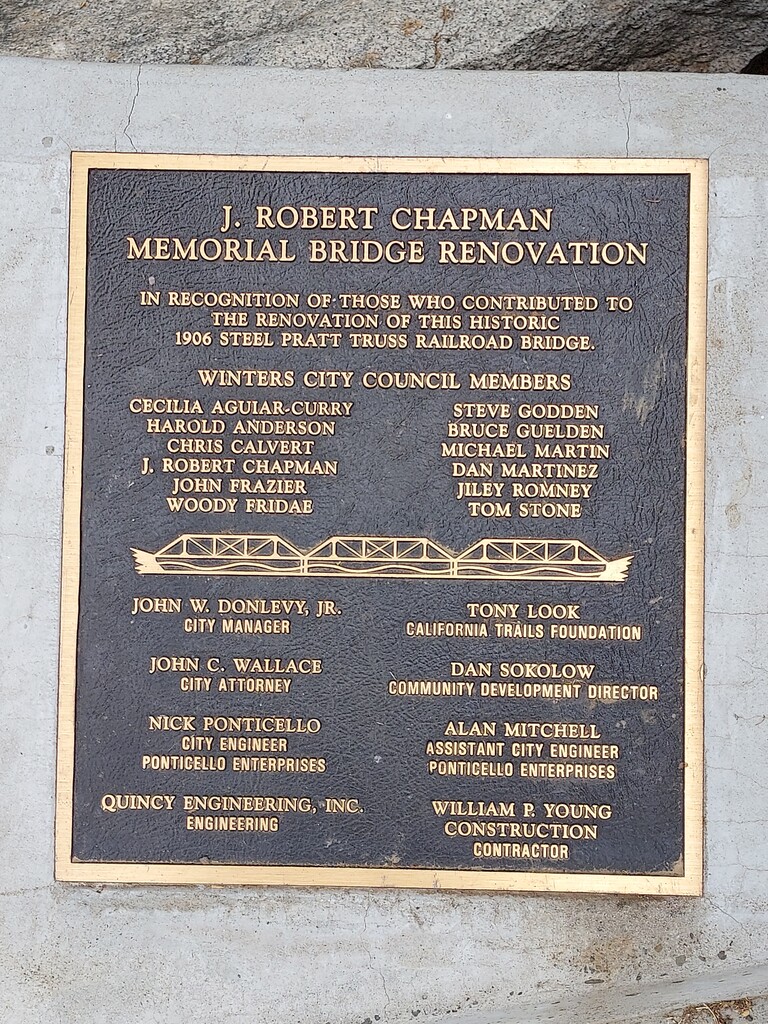 J. ROBERT CHAPMAN
MEMORIAL BRIDGE RENOVATION
IN RECOGNITION OF THOSE WHO CONTRIBUTED TO
THE RENOVATION OF THIS HISTORIC
1906 STEEL PRATT TRUSS RAILROAD BRIDGE.
WINTERS CITY COUNCIL MEMBERS
CECILIA AGUIAR-CURRY
HAROLD ANDERSON
CHRIS CALVERT
J. ROBERT CHAPMAN
JOHN FRAZIER
WOODY FRIDAE
STEVE GODDEN
BRUCE GUELDEN
MICHAEL MARTIN
DAN MARTINEZ
JILEY ROMNEY
TOM STONE
JOHN W. DONLEVY, JR.
CITY MANAGER
JOHN C. WALLACE
CITY ATTORNEY
NICK PONTICELLO
CITY ENGINEER
PONTICELLO ENTERPRISES
QUINCY ENGINEERING, INC.
ENGINEERING
TONY LOOK
CALIFORNIA TRAILS FOUNDATION
DAN SOKOLOW
COMMUNITY DEVELOPMENT DIRECTOR
ALAN MITCHELL
ASSISTANT CITY ENGINEER
PONTICELLO ENTERPRISES
WILLIAM P. YOUNG
CONSTRUCTION
CONTRACTOR